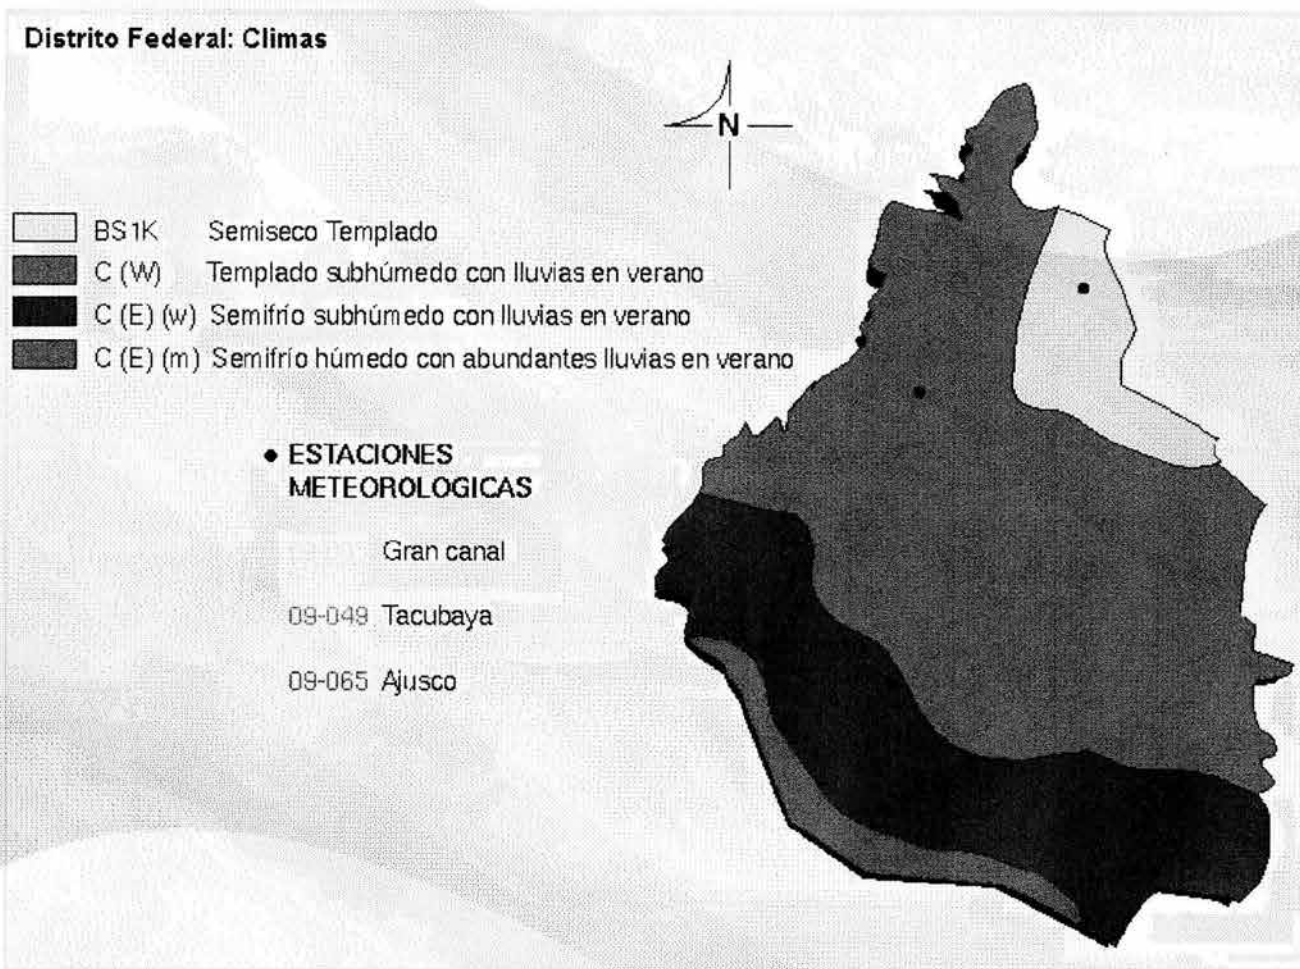 Distrito Federal: Climas
N
BS1K Semiseco Templado
C (W) Templado subhúmedo con lluvias en verano
C (E) (w) Semifrío subhúmedo con lluvias en verano
C (E) (m) Semifrío húmedo con abundantes lluvias en verano
• ESTACIONES
METEOROLOGICAS
Gran canal
09-049 Tacubaya
09-065 Ajusco